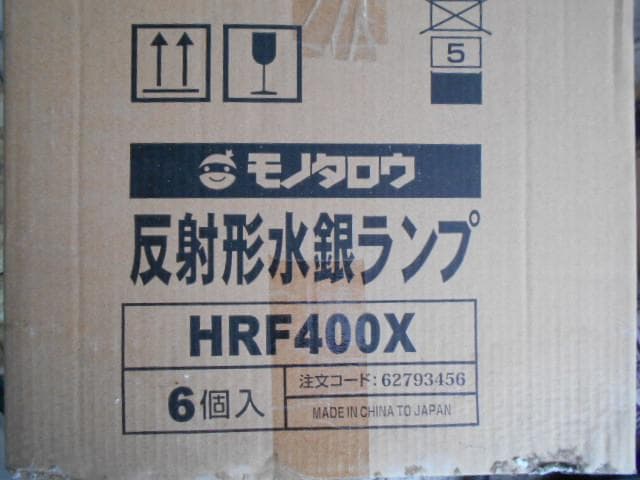 5
モノタロウ
反射形水銀ランプ
HRF400X
6個入
注文コード:62793456
MADE IN CHINA TO JAPAN